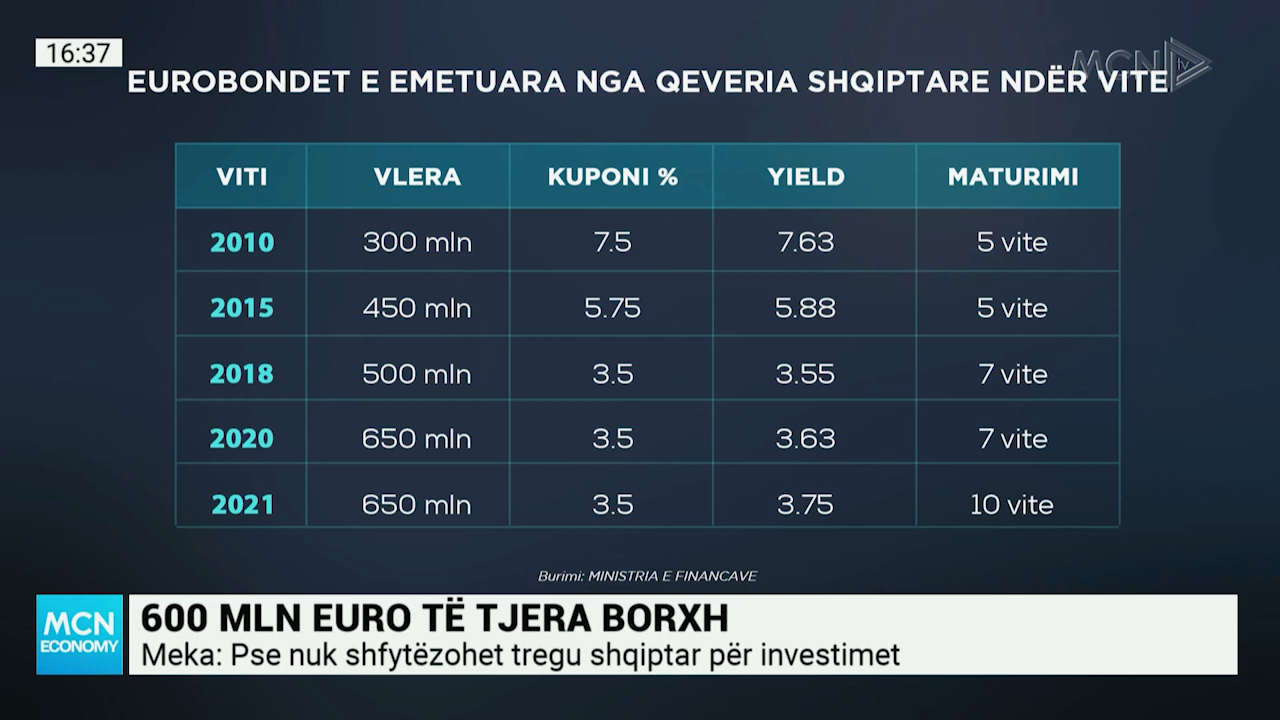 16:37
MCN tv
EUROBONDET E EMETUARA NGA QEVERIA SHQIPTARE NDËR VITE
VITI VLERA KUPONI % YIELD MATURIMI
2010 300 mln 7.5 7.63 5 vite
2015 450 mln 5.75 5.88 5 vite
2018 500 mln 3.5 3.55 7 vite
2020 650 mln 3.5 3.63 7 vite
2021 650 mln 3.5 3.75 10 vite
Burimi: MINISTRIA E FINANCAVE
MCN
ECONOMY
600 MLN EURO TË TJERA BORXH
Meka: Pse nuk shfytëzohet tregu shqiptar për investimet